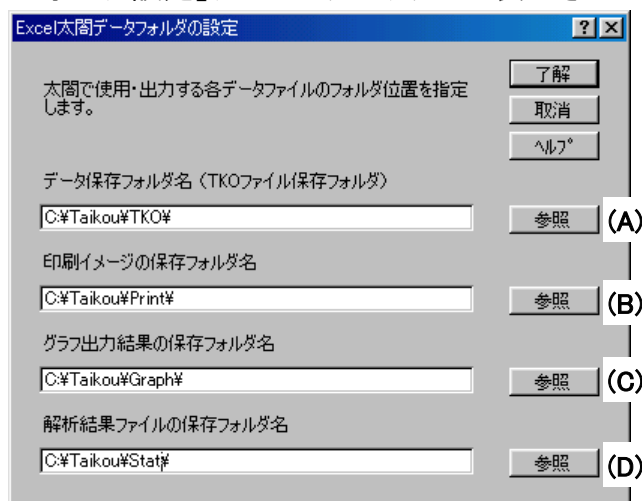 Excel太閤データフォルダの設定
太閤で使用・出力する各データファイルのフォルダ位置を指定
します。
了解
取消
ヘルプ
データ保存フォルダ名（TKOファイル保存フォルダ）
C:¥Taikou¥TKO¥ 参照 (A)
印刷イメージの保存フォルダ名
C:¥Taikou¥Print¥ 参照 (B)
グラフ出力結果の保存フォルダ名
C:¥Taikou¥Graph¥ 参照 (C)
解析結果ファイルの保存フォルダ名
C:¥Taikou¥Stat¥ 参照 (D)